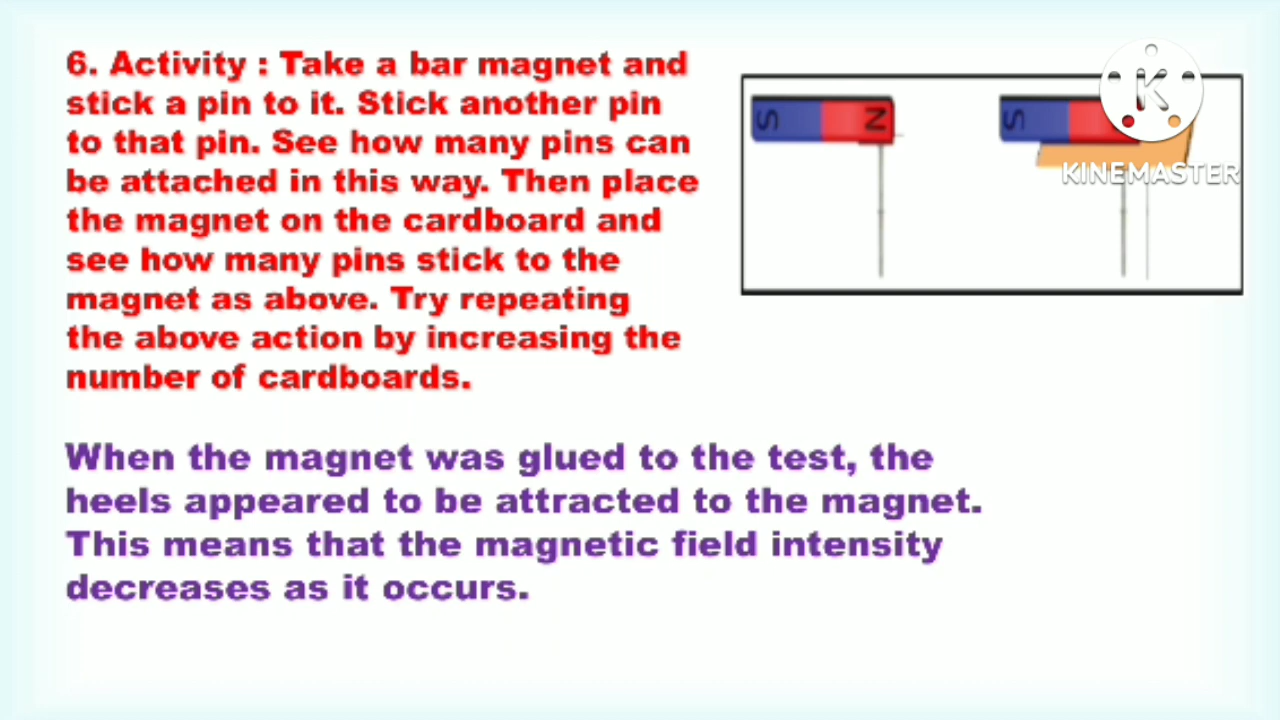 6. Activity : Take a bar magnet and
stick a pin to it. Stick another pin
to that pin. See how many pins can
be attached in this way. Then place
the magnet on the cardboard and
see how many pins stick to the
magnet as above. Try repeating
the above action by increasing the
number of cardboards.
S N
S
K
KINEMASTER
When the magnet was glued to the test, the
heels appeared to be attracted to the magnet.
This means that the magnetic field intensity
decreases as it occurs.